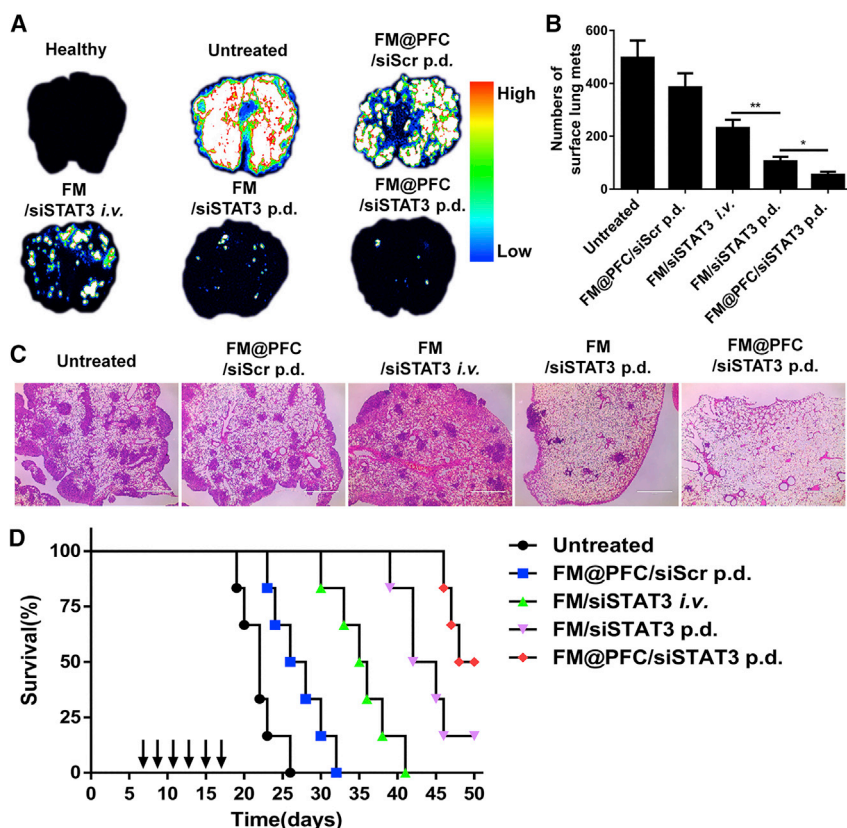 A
Healthy
Untreated
FM@PFC
/siScr p.d.
High
Low
FM
/siSTAT3 i.v.
FM
/siSTAT3 p.d.
FM@PFC
/siSTAT3 p.d.
B
Numbers of
surface lung mets
600
400
200
0
**
*
Untreated
FM@PFC/siScr p.d.
FM/siSTAT3 i.v.
FM/siSTAT3 p.d.
FM@PFC/siSTAT3 p.d.
C
Untreated
FM@PFC
/siScr p.d.
FM
/siSTAT3 i.v.
FM
/siSTAT3 p.d.
FM@PFC
/siSTAT3 p.d.
D
Survival(%)
100
75
50
25
0
0 5 10 15 20 25 30 35 40 45 50
Time(days)
Untreated
FM@PFC/siScr p.d.
FM/siSTAT3 i.v.
FM/siSTAT3 p.d.
FM@PFC/siSTAT3 p.d.